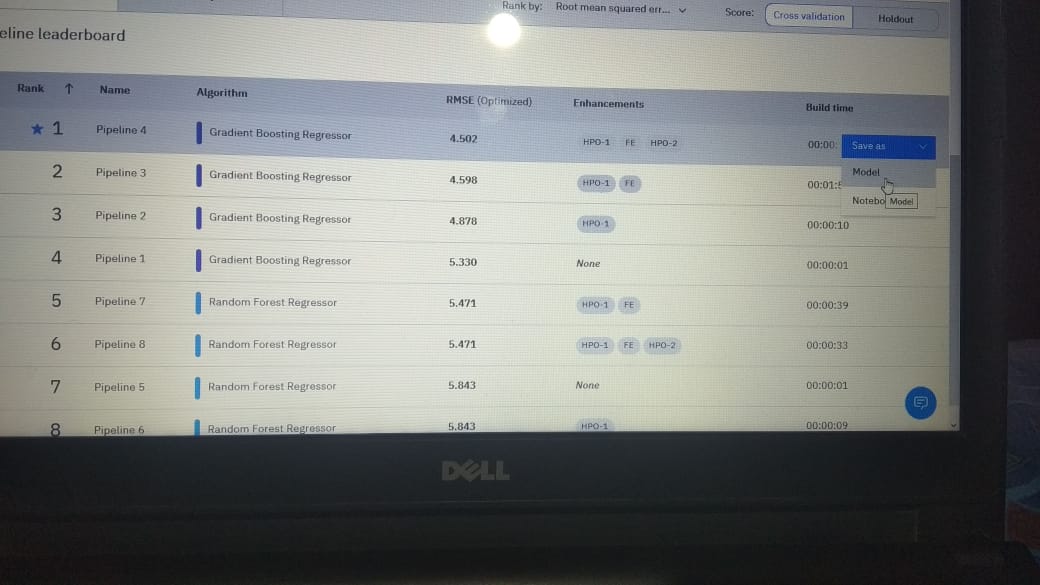 Rank by: Root mean squared err...
Score: Cross validation Holdout
eline leaderboard
Rank ↑ Name Algorithm RMSE (Optimized) Enhancements Build time
1 Pipeline 4 Gradient Boosting Regressor 4.502 HPO-1 FE HPO-2 00:00: Save as
2 Pipeline 3 Gradient Boosting Regressor 4.598 HPO-1 FE 00:01: Model
Notebo Model
3 Pipeline 2 Gradient Boosting Regressor 4.878 HPO-1 00:00:10
4 Pipeline 1 Gradient Boosting Regressor 5.330 None 00:00:01
5 Pipeline 7 Random Forest Regressor 5.471 HPO-1 FE 00:00:39
6 Pipeline 8 Random Forest Regressor 5.471 HPO-1 FE HPO-2 00:00:33
7 Pipeline 5 Random Forest Regressor 5.843 None 00:00:01
8 Pipeline 6 Random Forest Regressor 5.843 HPO-1 00:00:09
DELL